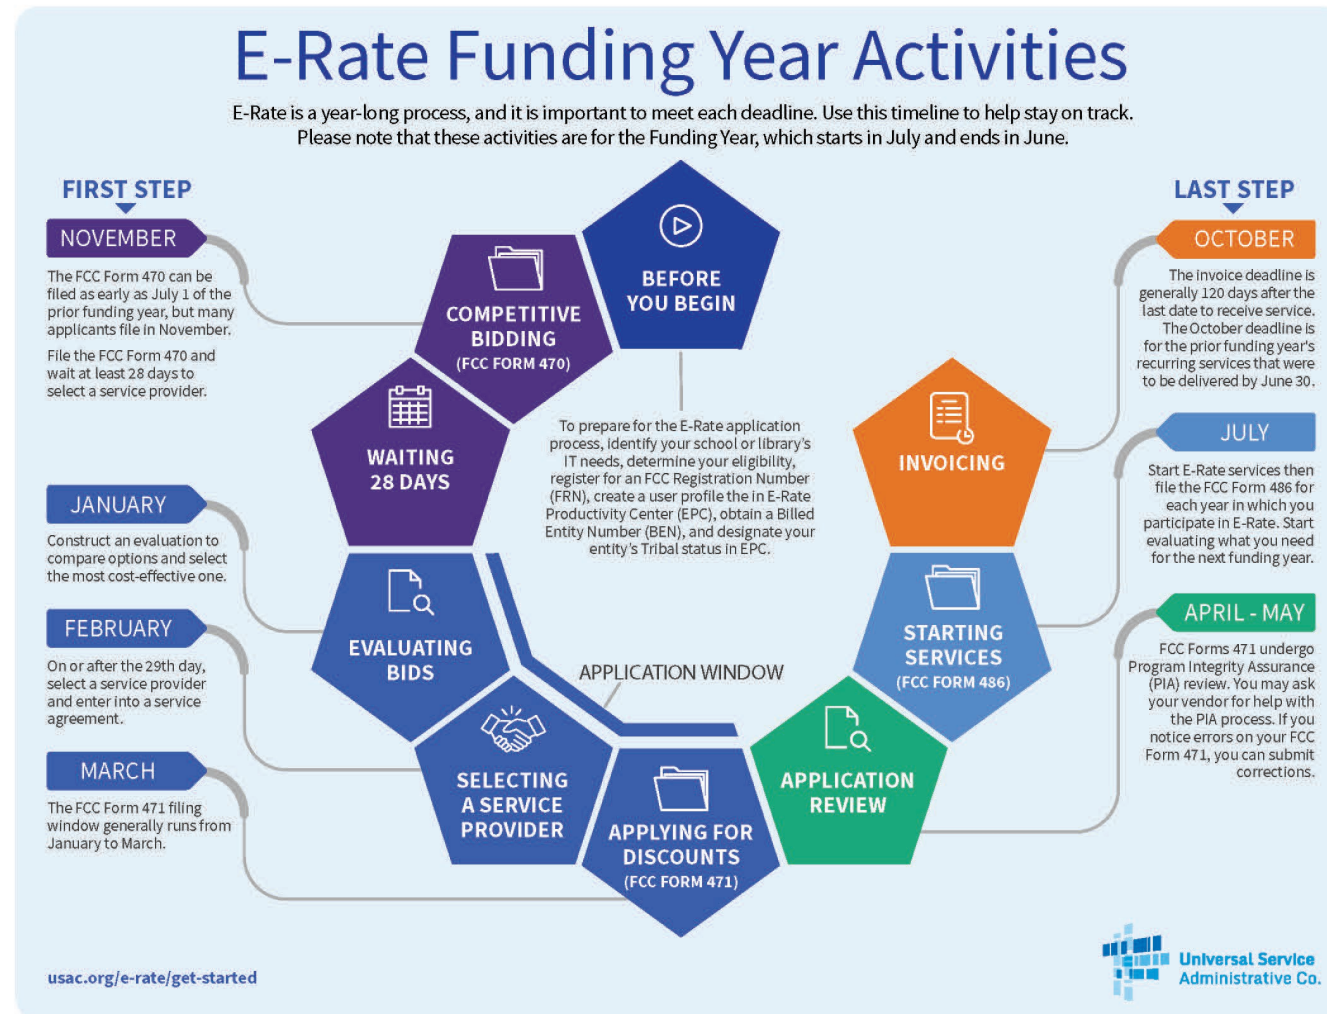 E-Rate Funding Year Activities
E-Rate is a year-long process, and it is important to meet each deadline. Use this timeline to help stay on track.
Please note that these activities are for the Funding Year, which starts in July and ends in June.
FIRST STEP
NOVEMBER
The FCC Form 470 can be
filed as early as July 1 of the
prior funding year, but many
applicants file in November.
File the FCC Form 470 and
wait at least 28 days to
select a service provider.
JANUARY
Construct an evaluation to
compare options and select
the most cost-effective one.
FEBRUARY
On or after the 29th day,
select a service provider
and enter into a service
agreement.
MARCH
The FCC Form 471 filing
window generally runs from
January to March.
BEFORE
YOU BEGIN
To prepare for the E-Rate application
process, identify your school or library's
IT needs, determine your eligibility,
register for an FCC Registration Number
(FRN), create a user profile the in E-Rate
Productivity Center (EPC), obtain a Billed
Entity Number (BEN), and designate your
entity's Tribal status in EPC.
COMPETITIVE
BIDDING
(FCC FORM 470)
WAITING
28 DAYS
EVALUATING
BIDS
SELECTING
A SERVICE
PROVIDER
APPLYING FOR
DISCOUNTS
(FCC FORM 471)
APPLICATION WINDOW
APPLICATION
REVIEW
STARTING
SERVICES
(FCC FORM 486)
INVOICING
LAST STEP
OCTOBER
The invoice deadline is
generally 120 days after the
last date to receive service.
The October deadline is
for the prior funding year's
recurring services that were
to be delivered by June 30.
JULY
Start E-Rate services then
file the FCC Form 486 for
each year in which you
participate in E-Rate. Start
evaluating what you need
for the next funding year.
APRIL - MAY
FCC Forms 471 undergo
Program Integrity Assurance
(PIA) review. You may ask
your vendor for help with
the PIA process. If you
notice errors on your FCC
Form 471, you can submit
corrections.
usac.org/e-rate/get-started
Universal Service
Administrative Co.